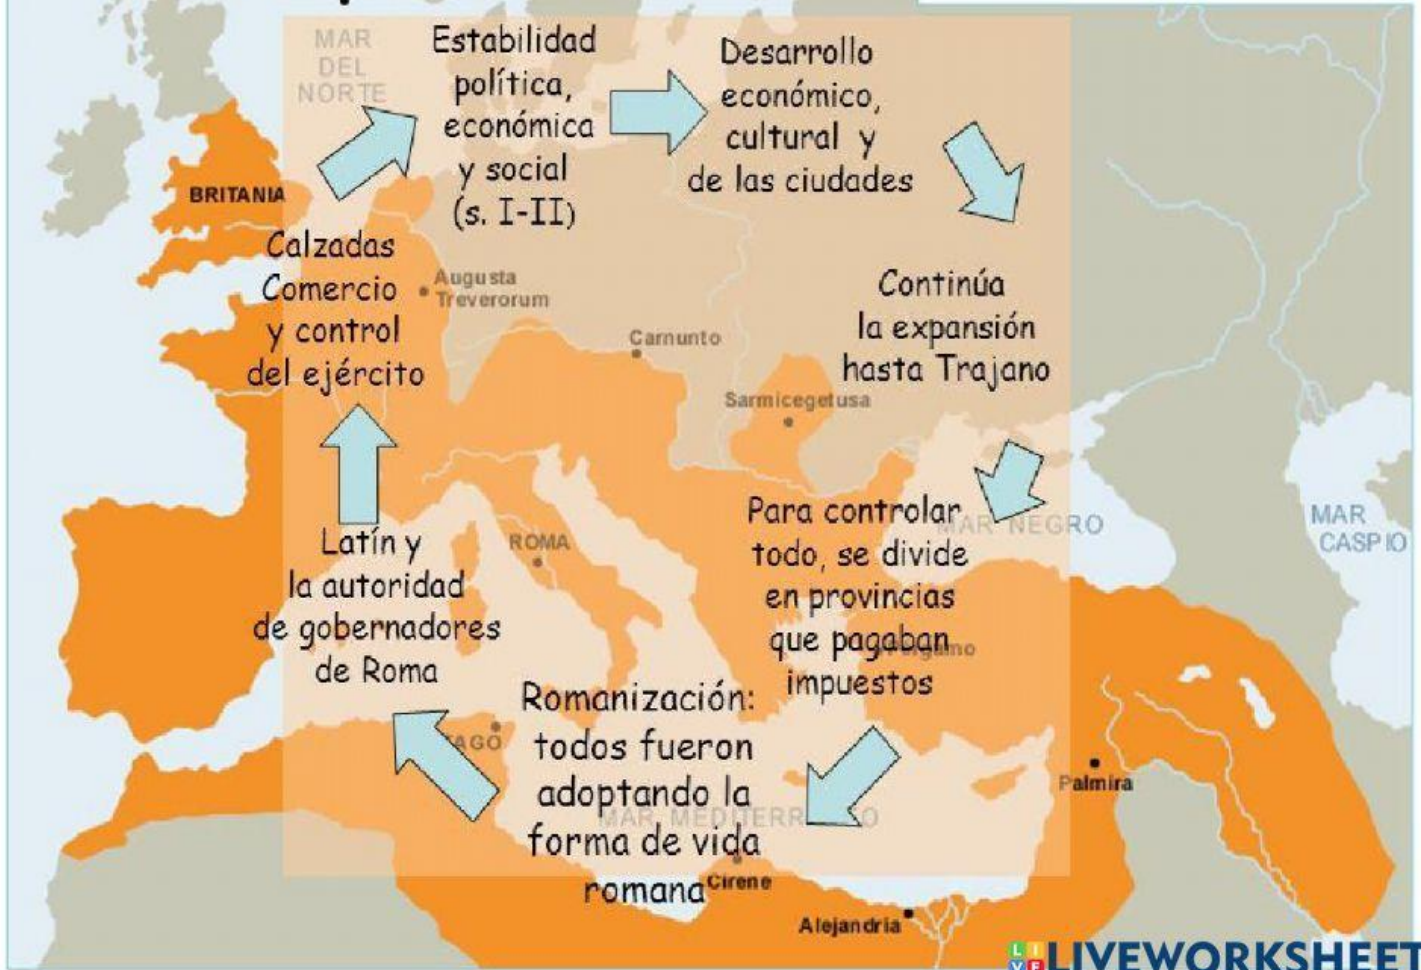 MAR
DEL
NORTE
Estabilidad
política,
económica
y social
(s. I-II)
Desarrollo
económico,
cultural y
de las ciudades
BRITANIA
Calzadas
Comercio
y control
del ejército
Augusta
Treverorum
Carnunto
Continúa
la expansión
hasta Trajano
Sarmicegetusa
Para controlar
todo, se divide
en provincias
que pagaban
impuestos
MAR NEGRO
MAR
CASPIO
ROMA
Latín y
la autoridad
de gobernadores
de Roma
Romanización:
todos fueron
adoptando la
forma de vida
romana
Palmira
Cirene
Alejandria
LIVEWORKSHEET